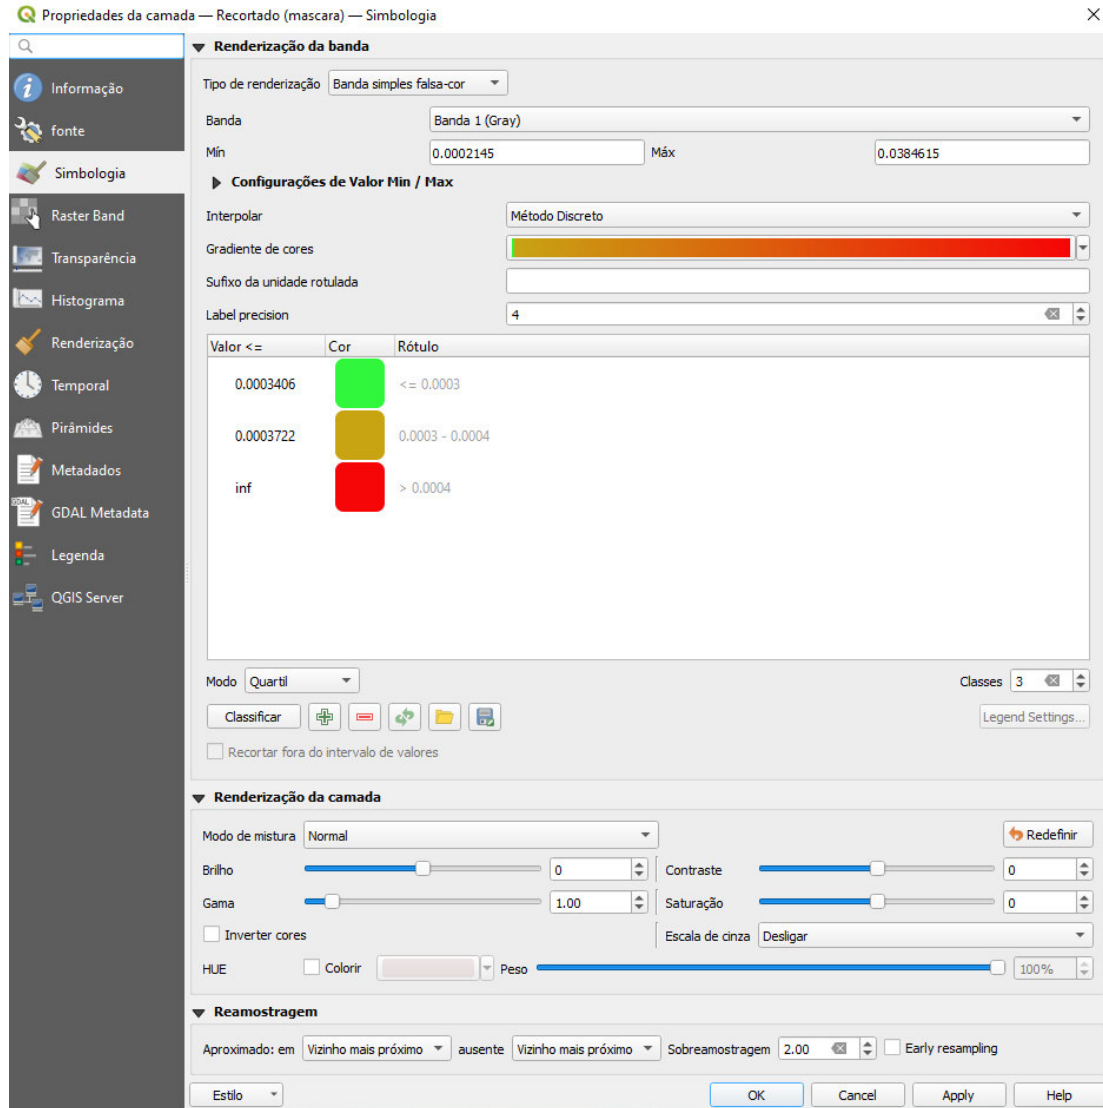 Propriedades da camada — Recortado (mascara) — Simbologia
Informação
fonte
Simbologia
Raster Band
Transparência
Histograma
Renderização
Temporal
Pirâmides
Metadados
GDAL GDAL Metadata
Legenda
QGIS Server
Renderização da banda
Tipo de renderização Banda simples falsa-cor
Banda Banda 1 (Gray)
Mín 0.0002145 Máx 0.0384615
Configurações de Valor Min / Max
Interpolar Método Discreto
Gradiente de cores
Sufixo da unidade rotulada
Label precision 4
Valor <= Cor Rótulo
0.0003406 <= 0.0003
0.0003722 0.0003 - 0.0004
inf > 0.0004
Modo Quartil Classes 3
Classificar Legend Settings...
Recortar fora do intervalo de valores
Renderização da camada
Modo de mistura Normal Redefinir
Brilho 0 Contraste 0
Gama 1.00 Saturação 0
Inverter cores Escala de cinza Desligar
HUE Colorir Peso 100%
Reamostragem
Aproximado: em Vizinho mais próximo ausente Vizinho mais próximo Sobreamostragem 2.00 Early resampling
Estilo OK Cancel Apply Help